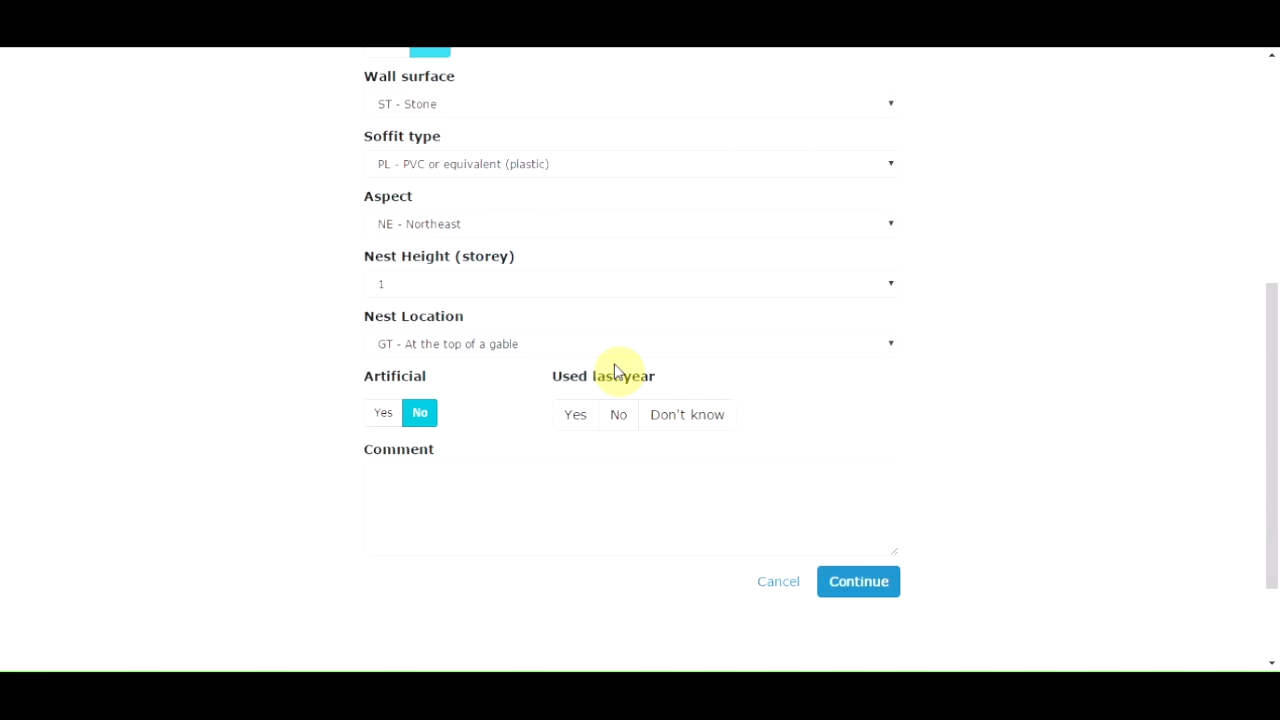 Wall surface
ST - Stone
Soffit type
PL - PVC or equivalent (plastic)
Aspect
NE - Northeast
Nest Height (storey)
1
Nest Location
GT - At the top of a gable
Artificial
Used last year
Yes No
Yes No Don't know
Comment
Cancel Continue